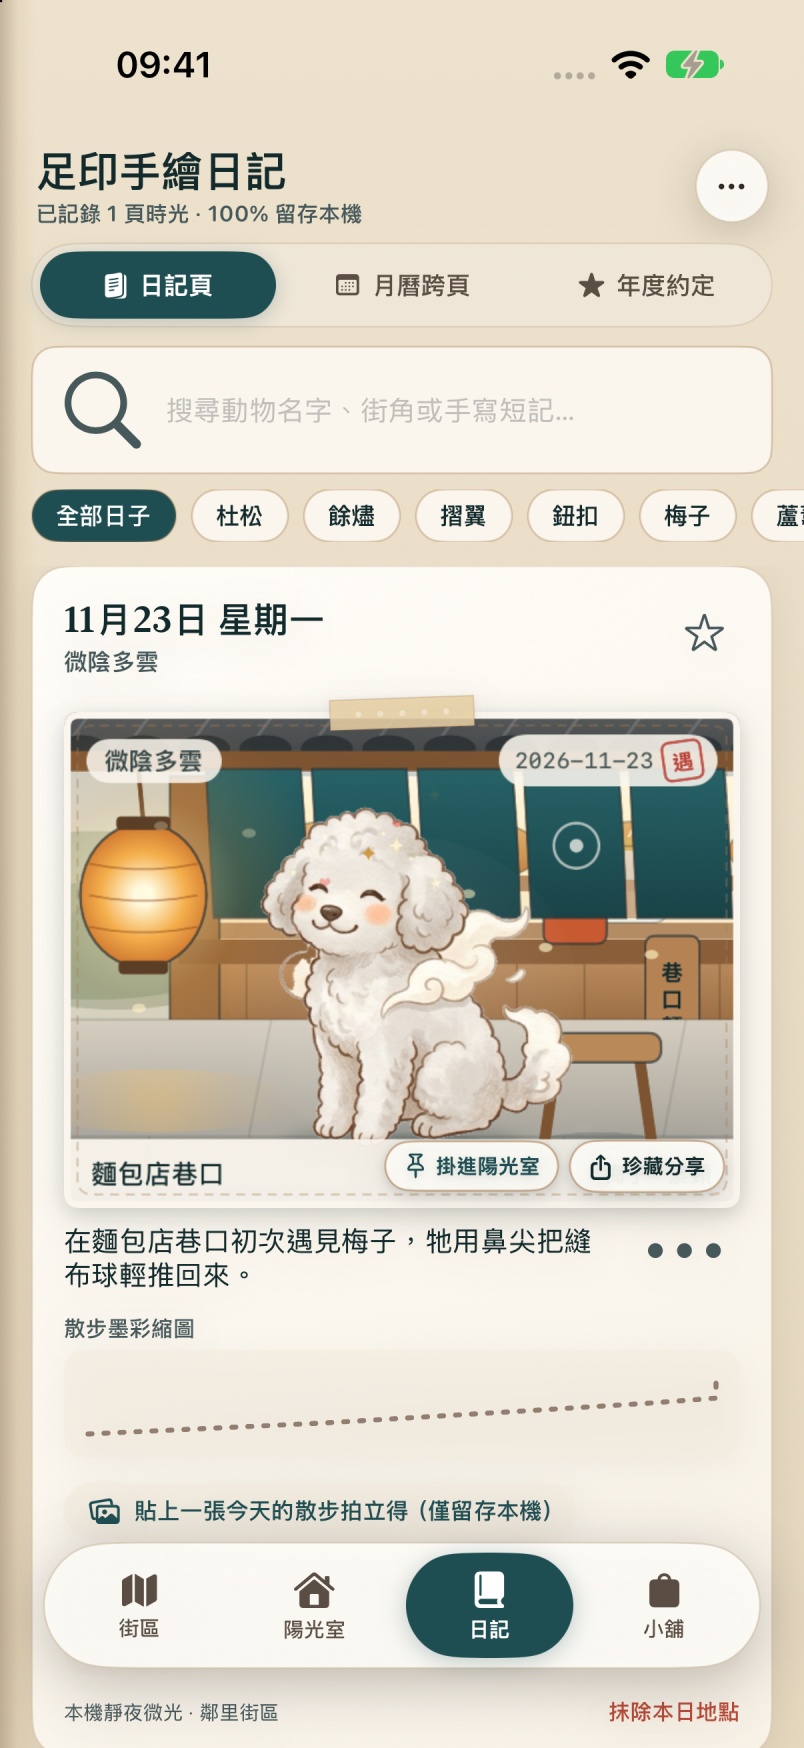 09:41
足印手繪日記
已記錄 1 頁時光 · 100% 留存本機
日記頁
月曆跨頁
年度約定
搜尋動物名字、街角或手寫短記...
全部日子
杜松
餘燼
摺翼
鈕扣
梅子
蘆
11月23日 星期一
微陰多雲
微陰多雲
2026-11-23
遇
巷口
麵包店巷口
掛進陽光室
珍藏分享
在麵包店巷口初次遇見梅子，牠用鼻尖把縫
布球輕推回來。
散步墨彩縮圖
貼上一張今天的散步拍立得（僅留存本機）
街區
陽光室
日記
小舖
本機靜夜微光 · 鄰里街區
抹除本日地點